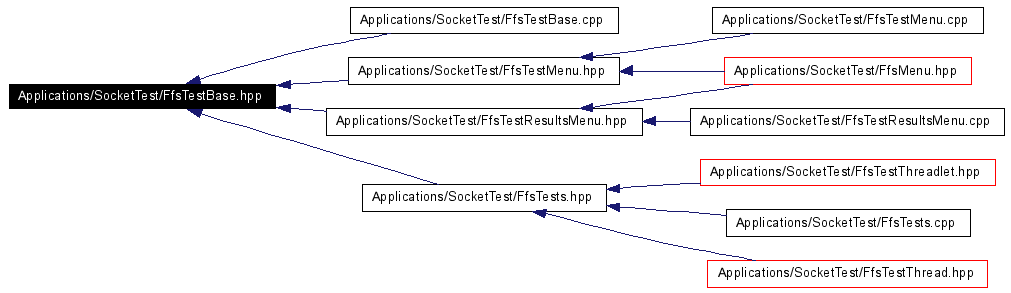 Applications/SocketTest/FfsTestBase.cpp
Applications/SocketTest/FfsTestMenu.cpp
Applications/SocketTest/FfsTestMenu.hpp
Applications/SocketTest/FfsMenu.hpp
Applications/SocketTest/FfsTestBase.hpp
Applications/SocketTest/FfsTestResultsMenu.hpp
Applications/SocketTest/FfsTestResultsMenu.cpp
Applications/SocketTest/FfsTestThreadlet.hpp
Applications/SocketTest/FfsTests.hpp
Applications/SocketTest/FfsTests.cpp
Applications/SocketTest/FfsTestThread.hpp